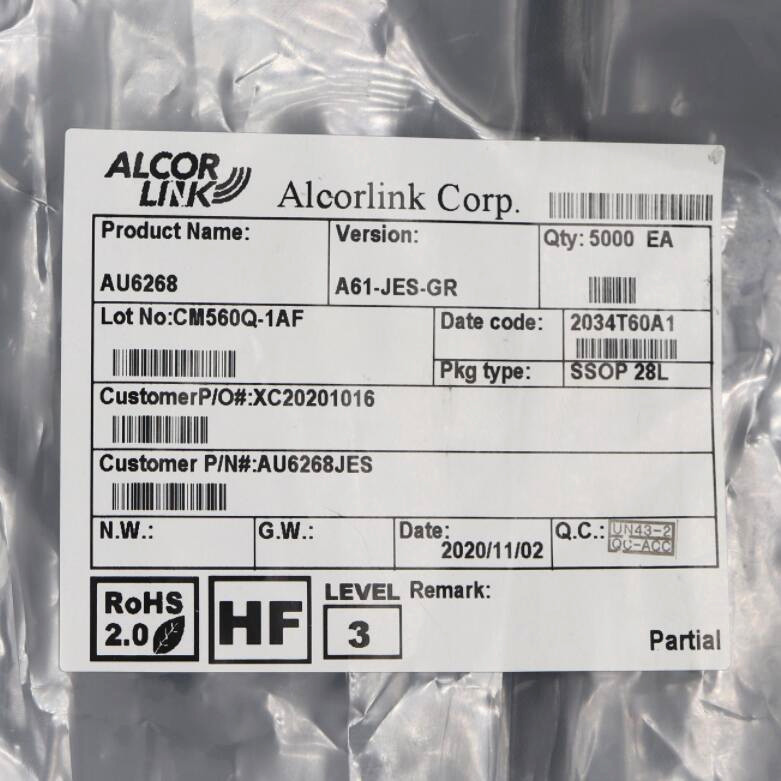 ALCOR
LINK
Alcorlink Corp.
Product Name:
AU6268
Version:
A61-JES-GR
Qty: 5000 EA
Lot No:CM560Q-1AF
Date code:
2034T60A1
Pkg type:
SSOP 28L
CustomerP/O#:XC20201016
Customer P/N#:AU6268JES
N.W.:
G.W.:
Date:
2020/11/02
Q.C.:
UN43-2
QC-ACC
RoHS
2.0
HF
LEVEL
3
Remark:
Partial